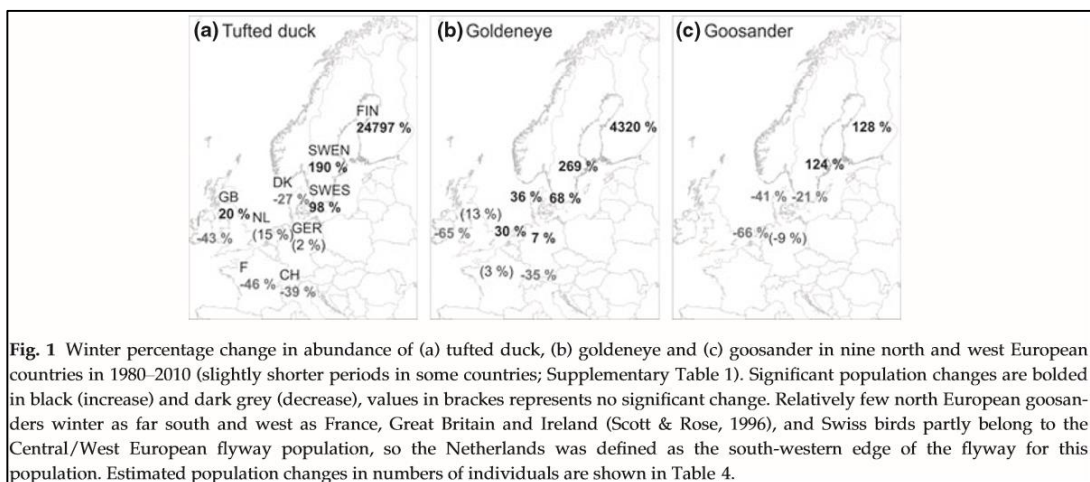 (a) Tufted duck
FIN
24797 %
SWEN
190 %
DK
-27 %
SWES
98 %
GB
20 %
NL
(15 %)
GER
(2 %)
I
-43 %
F
-46 %
CH
-39 %
(b) Goldeneye
4320 %
269 %
36 %
68 %
(13 %)
-65 %
30 %
7 %
(3 %)
-35 %
(c) Goosander
128 %
124 %
-41 %
-21 %
-66 %
(-9 %)
Fig. 1 Winter percentage change in abundance of (a) tufted duck, (b) goldeneye and (c) goosander in nine north and west European
countries in 1980–2010 (slightly shorter periods in some countries; Supplementary Table 1). Significant population changes are bolded
in black (increase) and dark grey (decrease), values in brackes represents no significant change. Relatively few north European goosan-
ders winter as far south and west as France, Great Britain and Ireland (Scott & Rose, 1996), and Swiss birds partly belong to the
Central/West European flyway population, so the Netherlands was defined as the south-western edge of the flyway for this
population. Estimated population changes in numbers of individuals are shown in Table 4.